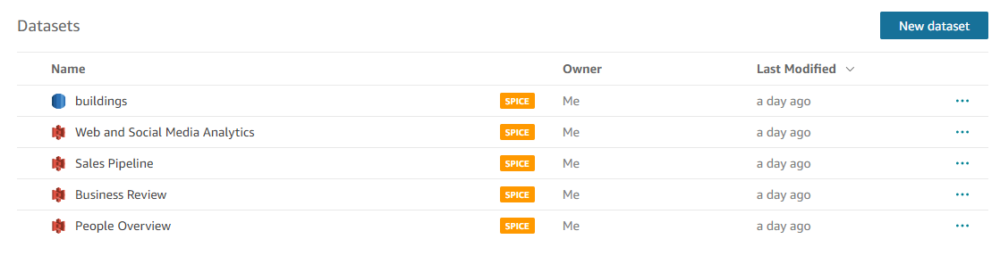 Datasets New dataset
Name Owner Last Modified
buildings SPICE Me a day ago
Web and Social Media Analytics SPICE Me a day ago
Sales Pipeline SPICE Me a day ago
Business Review SPICE Me a day ago
People Overview SPICE Me a day ago